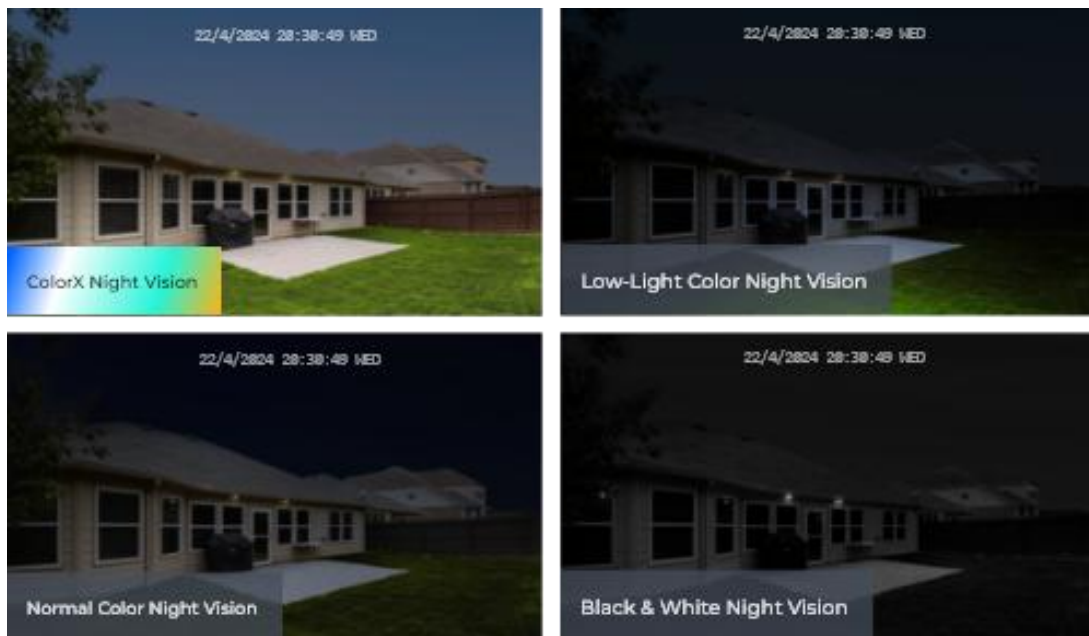 22/4/2024 20:30:49 WED
22/4/2024 20:30:49 WED
ColorX Night Vision
Low-Light Color Night Vision
22/4/2024 20:30:49 WED
22/4/2024 20:30:49 WED
Normal Color Night Vision
Black & White Night Vision